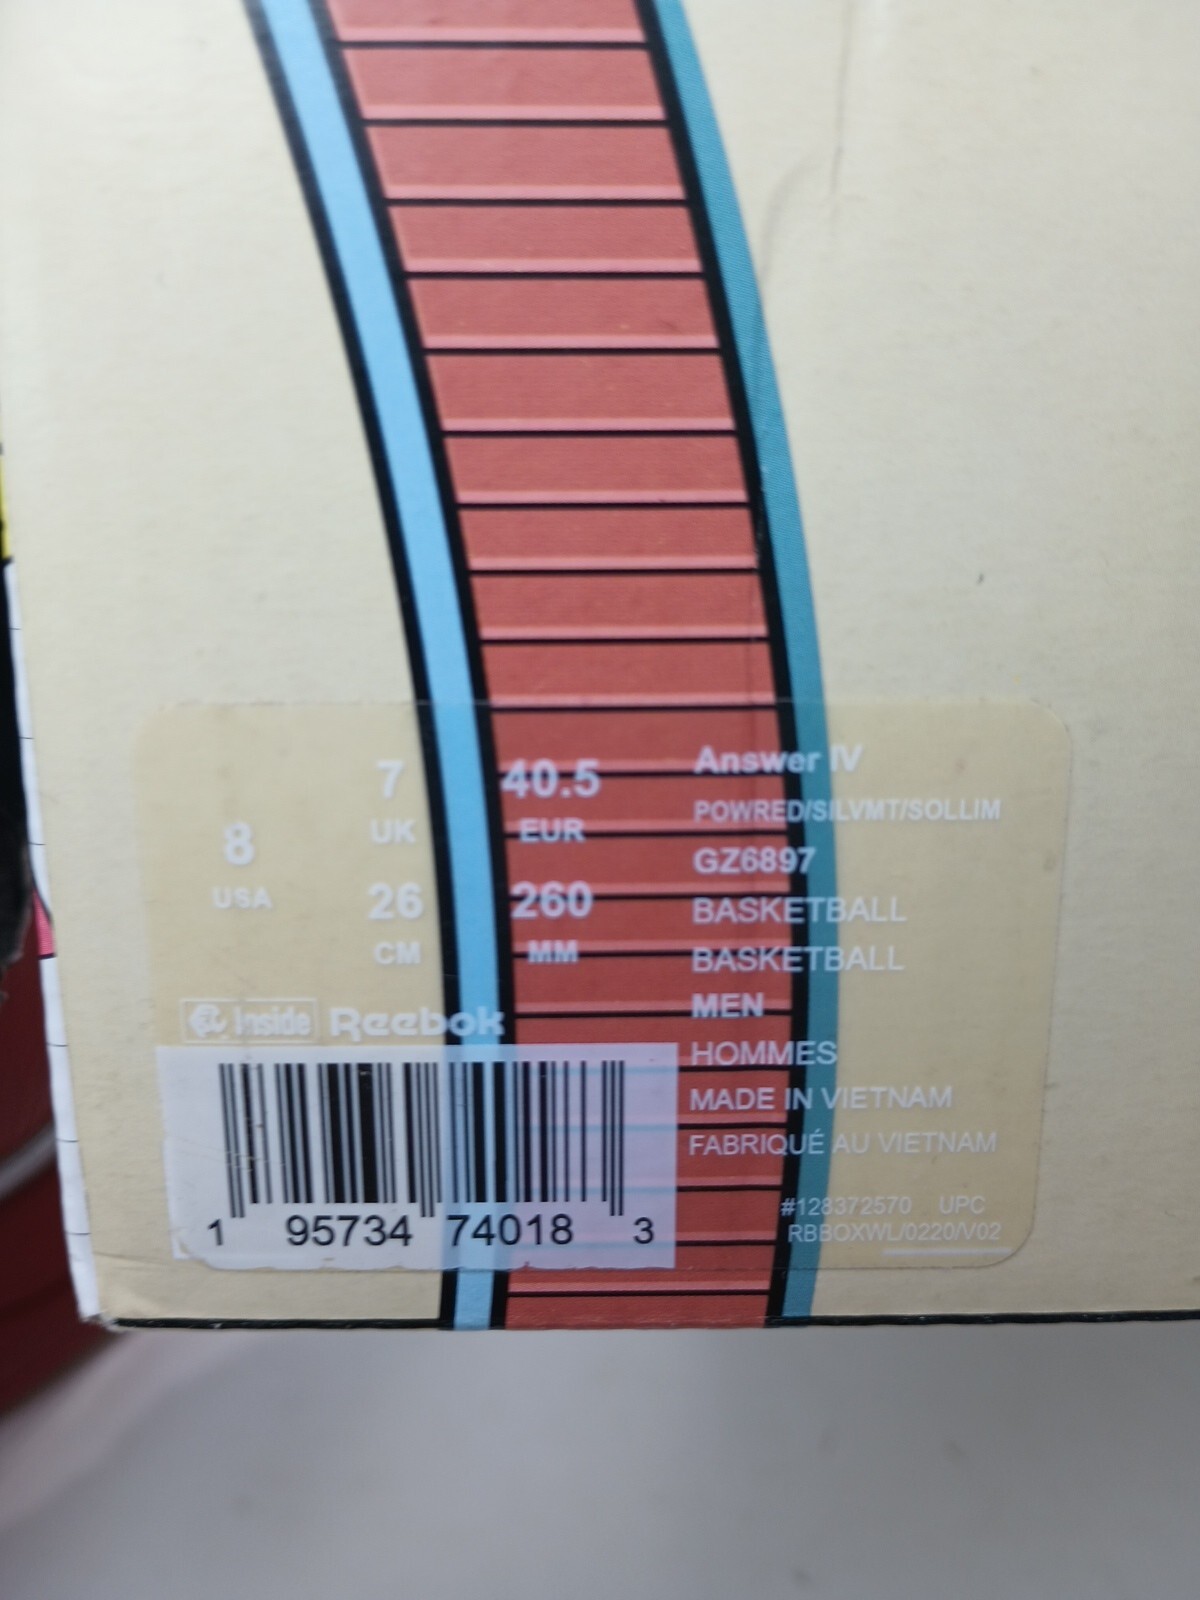 8
USA
7
UK
40.5
EUR
26
CM
260
MM
Inside Reebok
1 95734 74018 3
Answer IV
POWRED/SILVMT/SOLLIM
GZ6897
BASKETBALL
BASKETBALL
MEN
HOMMES
MADE IN VIETNAM
FABRIQUÉ AU VIETNAM
#128372570 UPC
RBBOXWL/0220/V02